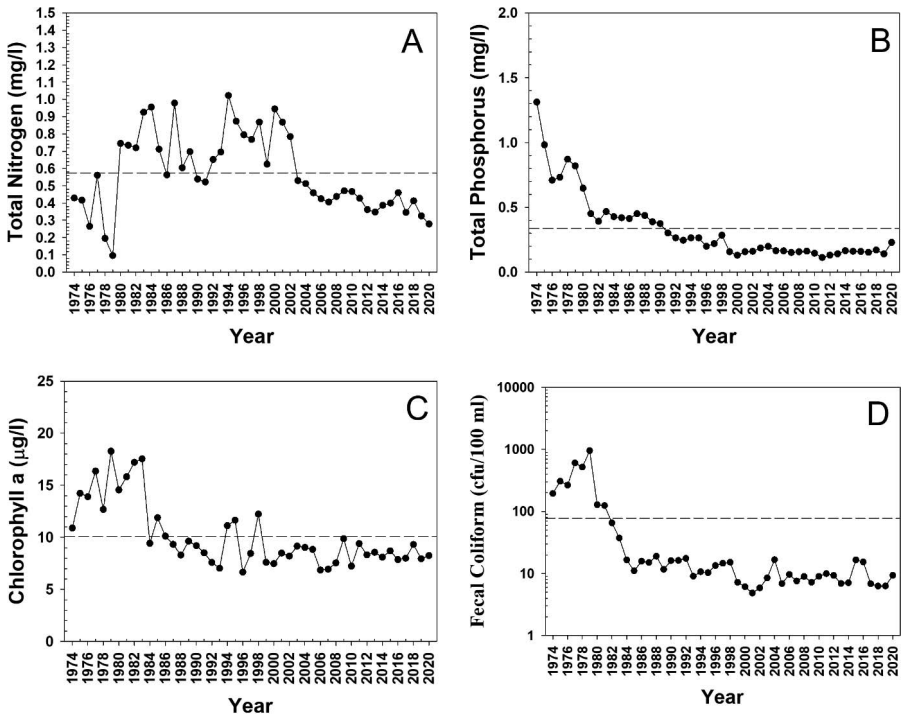 A
Total Nitrogen (mg/l)
1.5
1.4
1.3
1.2
1.1
1.0
0.9
0.8
0.7
0.6
0.5
0.4
0.3
0.2
0.1
0.0
1974 1976 1978 1980 1982 1984 1986 1988 1990 1992 1994 1996 1998 2000 2002 2004 2006 2008 2010 2012 2014 2016 2018 2020
Year
B
Total Phosphorus (mg/l)
2.0
1.5
1.0
0.5
0.0
1974 1976 1978 1980 1982 1984 1986 1988 1990 1992 1994 1996 1998 2000 2002 2004 2006 2008 2010 2012 2014 2016 2018 2020
Year
C
Chlorophyll a (μg/l)
25
20
15
10
5
0
1974 1976 1978 1980 1982 1984 1986 1988 1990 1992 1994 1996 1998 2000 2002 2004 2006 2008 2010 2012 2014 2016 2018 2020
Year
D
Fecal Coliform (cfu/100 ml)
10000
1000
100
10
1
1974 1976 1978 1980 1982 1984 1986 1988 1990 1992 1994 1996 1998 2000 2002 2004 2006 2008 2010 2012 2014 2016 2018 2020
Year